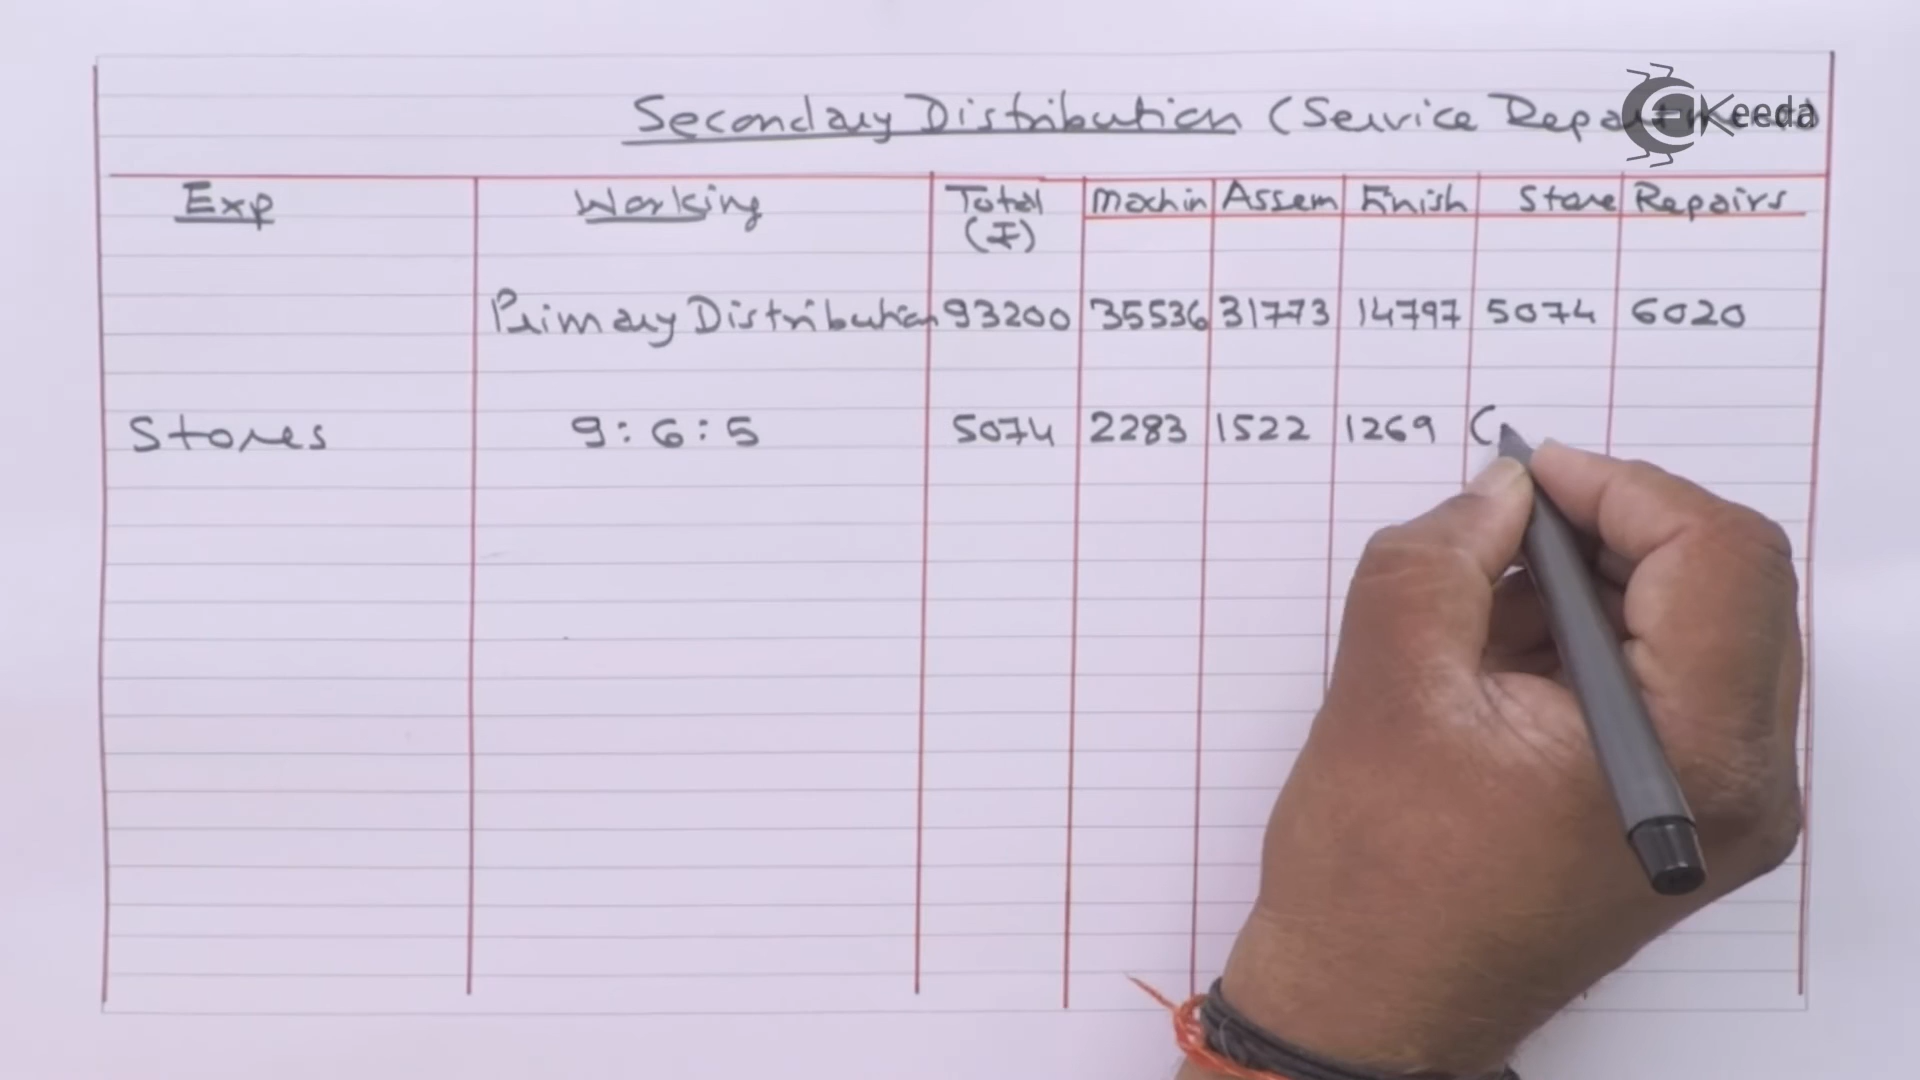 Secondary Distribution (Service
Keeda
Exp Working Total Machin Assem Finish Store Repairs
(₹)
Primary Distribution 93200 35536 31773 14797 5074 6020
Stores 9:6:5 5074 2283 1522 1269 (